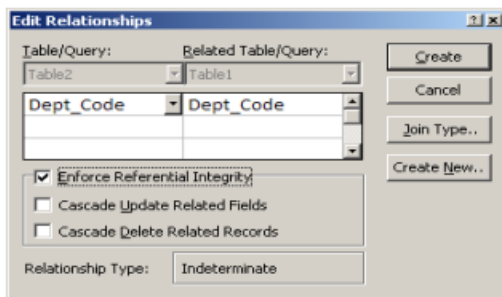 Edit Relationships
Table/Query: Related Table/Query:
Table2 Table1
Dept_Code Dept_Code
Enforce Referential Integrity
Cascade Update Related Fields
Cascade Delete Related Records
Relationship Type: Indeterminate
Create
Cancel
Join Type..
Create New..